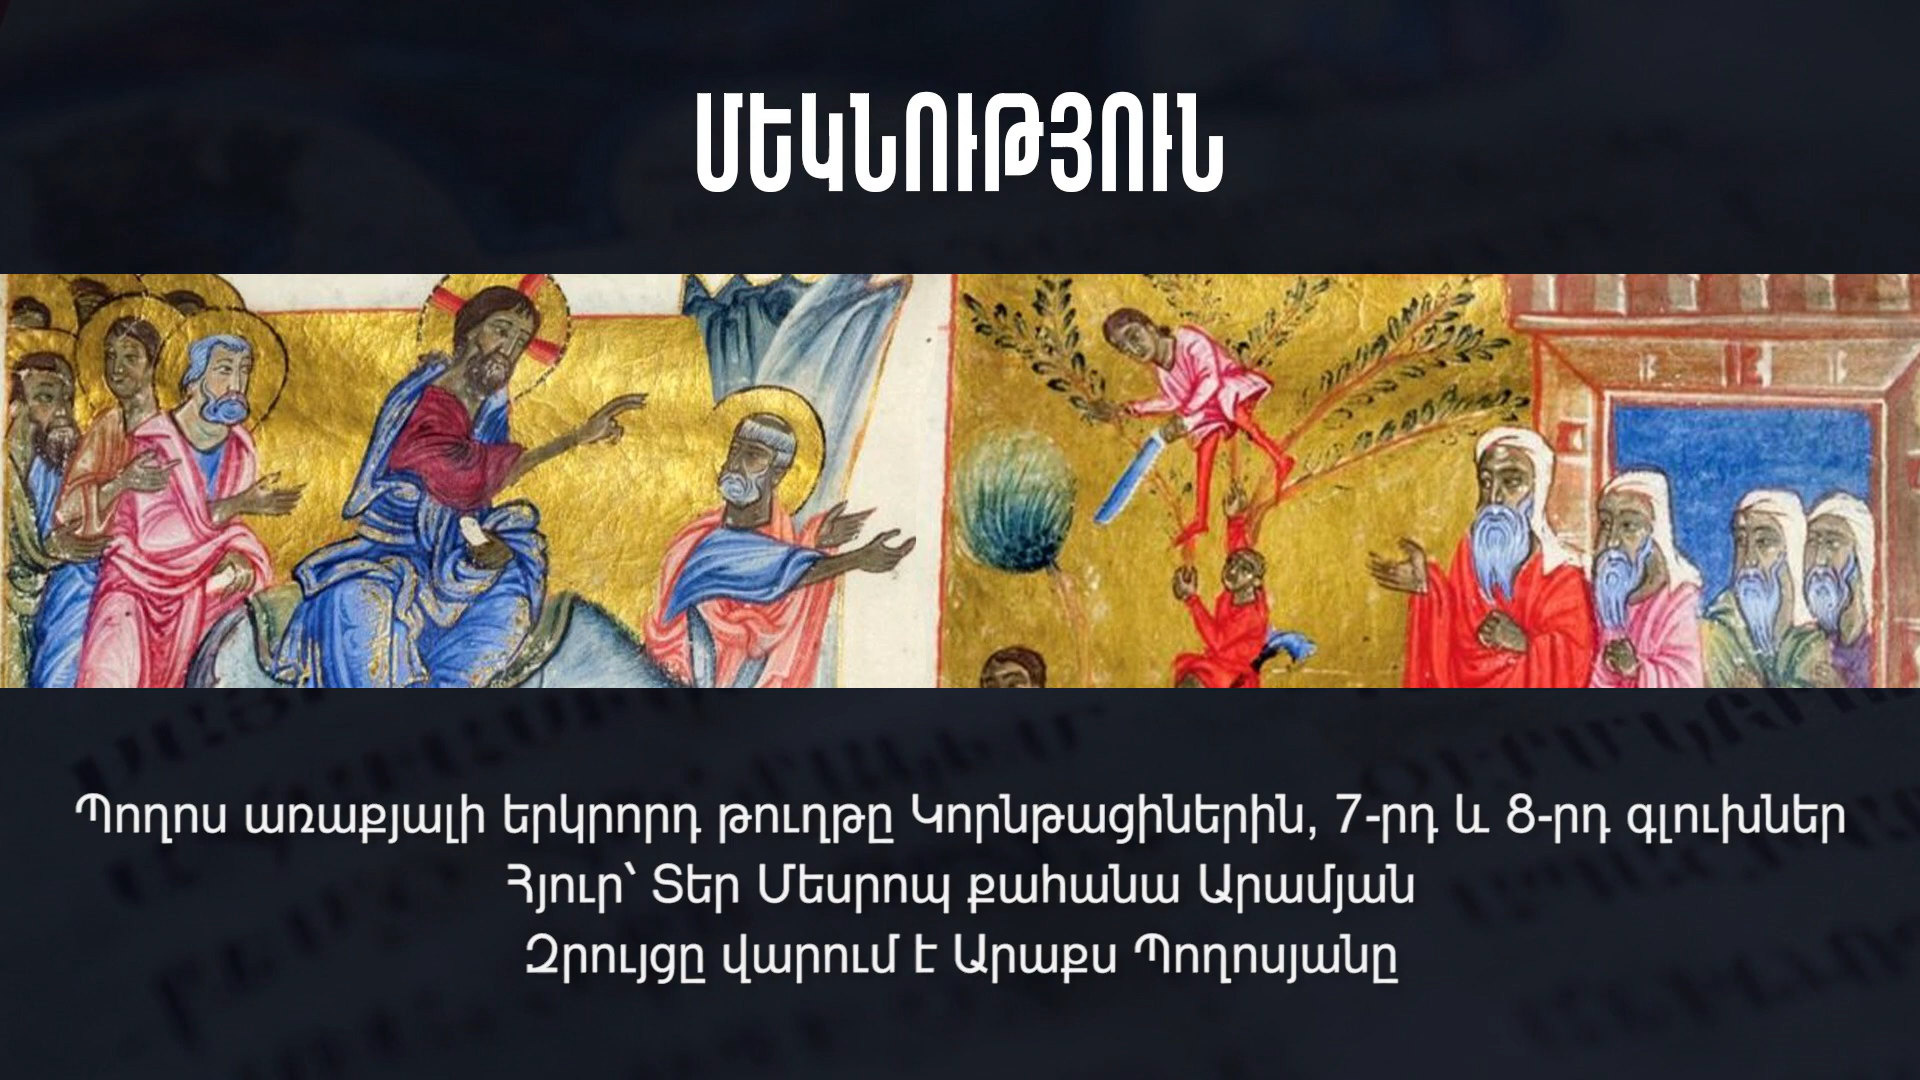 ՄԵԿՆՈՒԹՅՈՒՆ
Պողոս առաքյալի երկրորդ թուղթը Կորնթացիներին, 7-րդ և 8-րդ գլուխներ
Հյուր՝ Տեր Մեսրոպ քահանա Արամյան
Զրույցը վարում է Արաքս Պողոսյանը